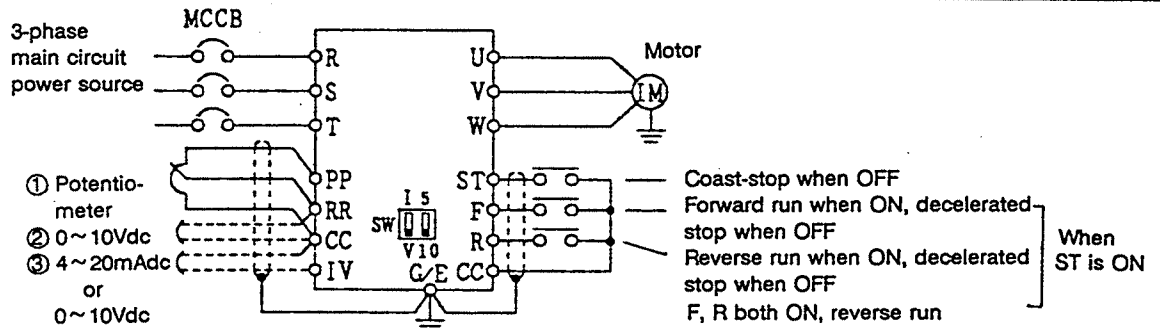 MCCB
3-phase
main circuit
power source
R
S
T
U
V
W
Motor
IM
① Potentio-
meter
② 0~10Vdc
③ 4~20mAdc
or
0~10Vdc
PP
RR
CC
IV
SW
I 5
V10
G/E
ST
F
R
CC
Coast-stop when OFF
Forward run when ON, decelerated
stop when OFF
Reverse run when ON, decelerated
stop when OFF
F, R both ON, reverse run
When
ST is ON